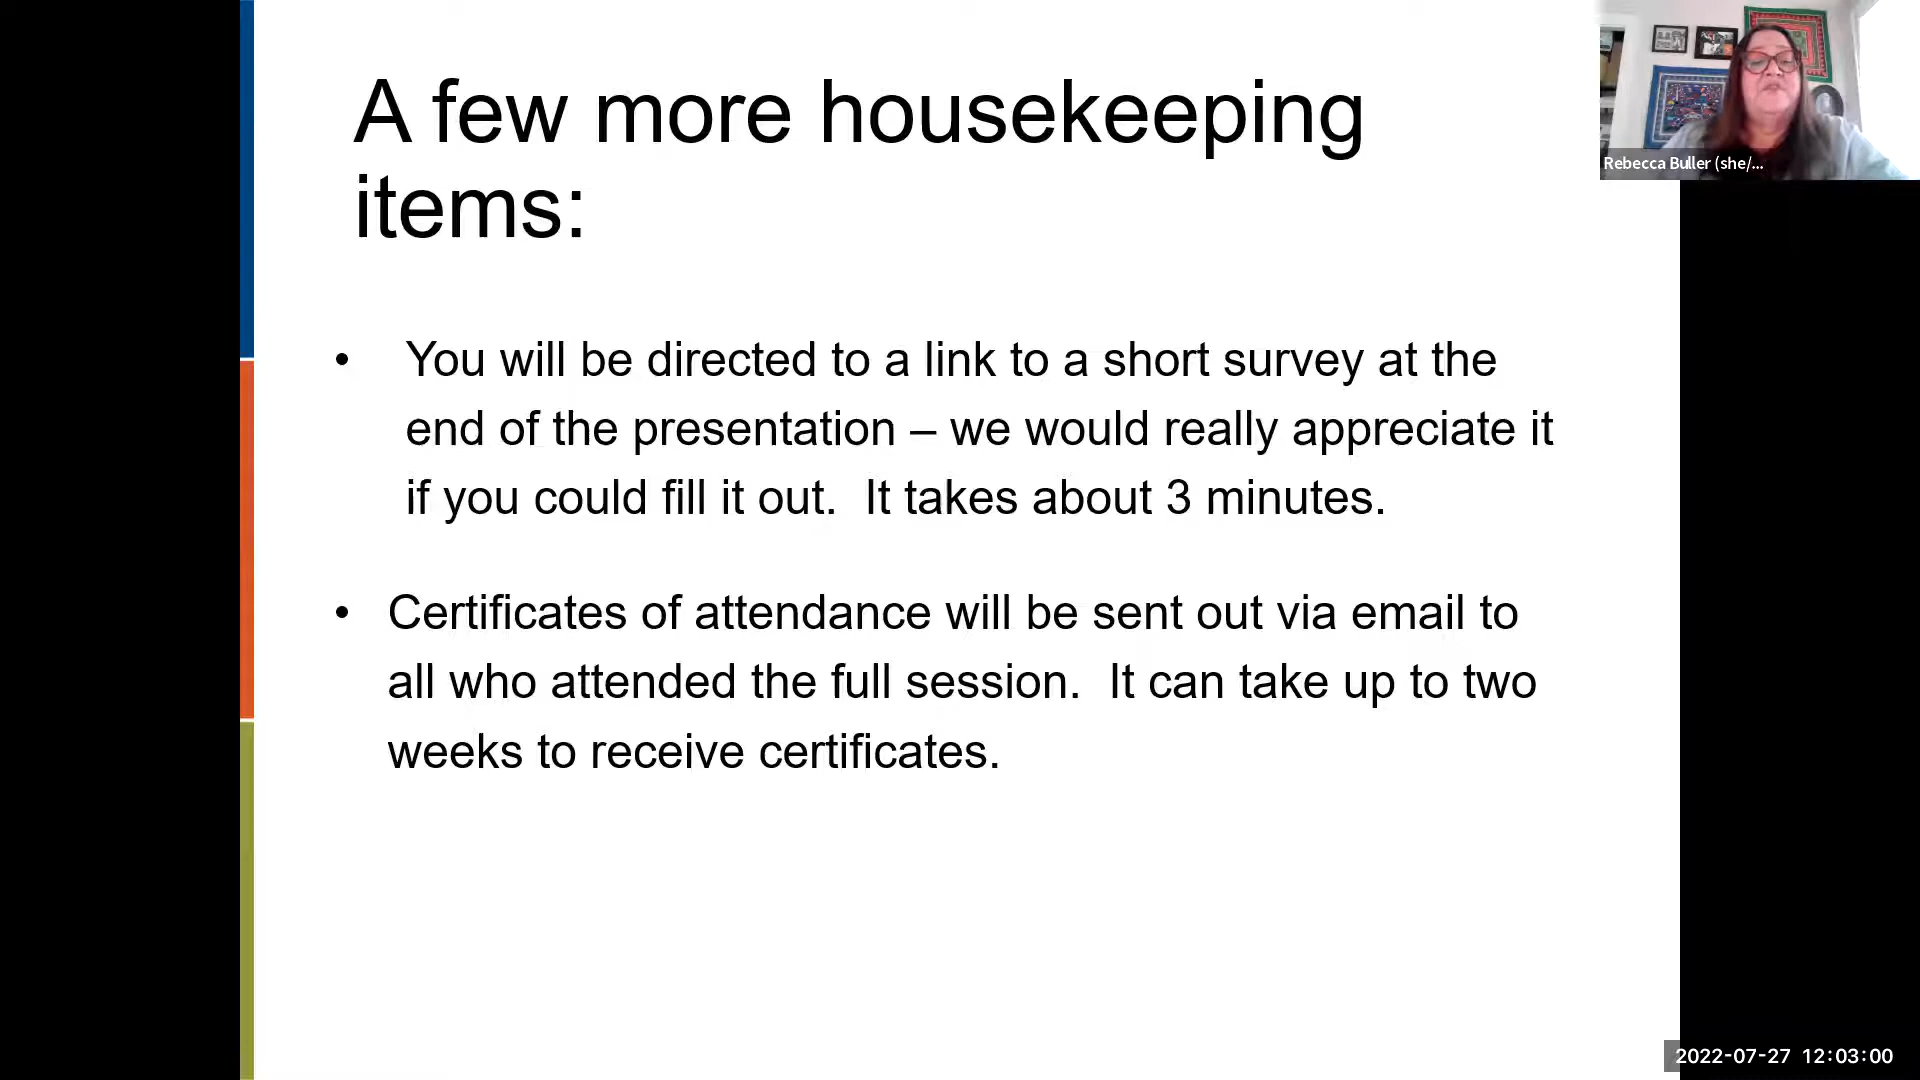 A few more housekeeping
items:
• You will be directed to a link to a short survey at the
end of the presentation – we would really appreciate it
if you could fill it out.  It takes about 3 minutes.
• Certificates of attendance will be sent out via email to
all who attended the full session.  It can take up to two
weeks to receive certificates.
Rebecca Buller (she/...
2022-07-27 12:03:00